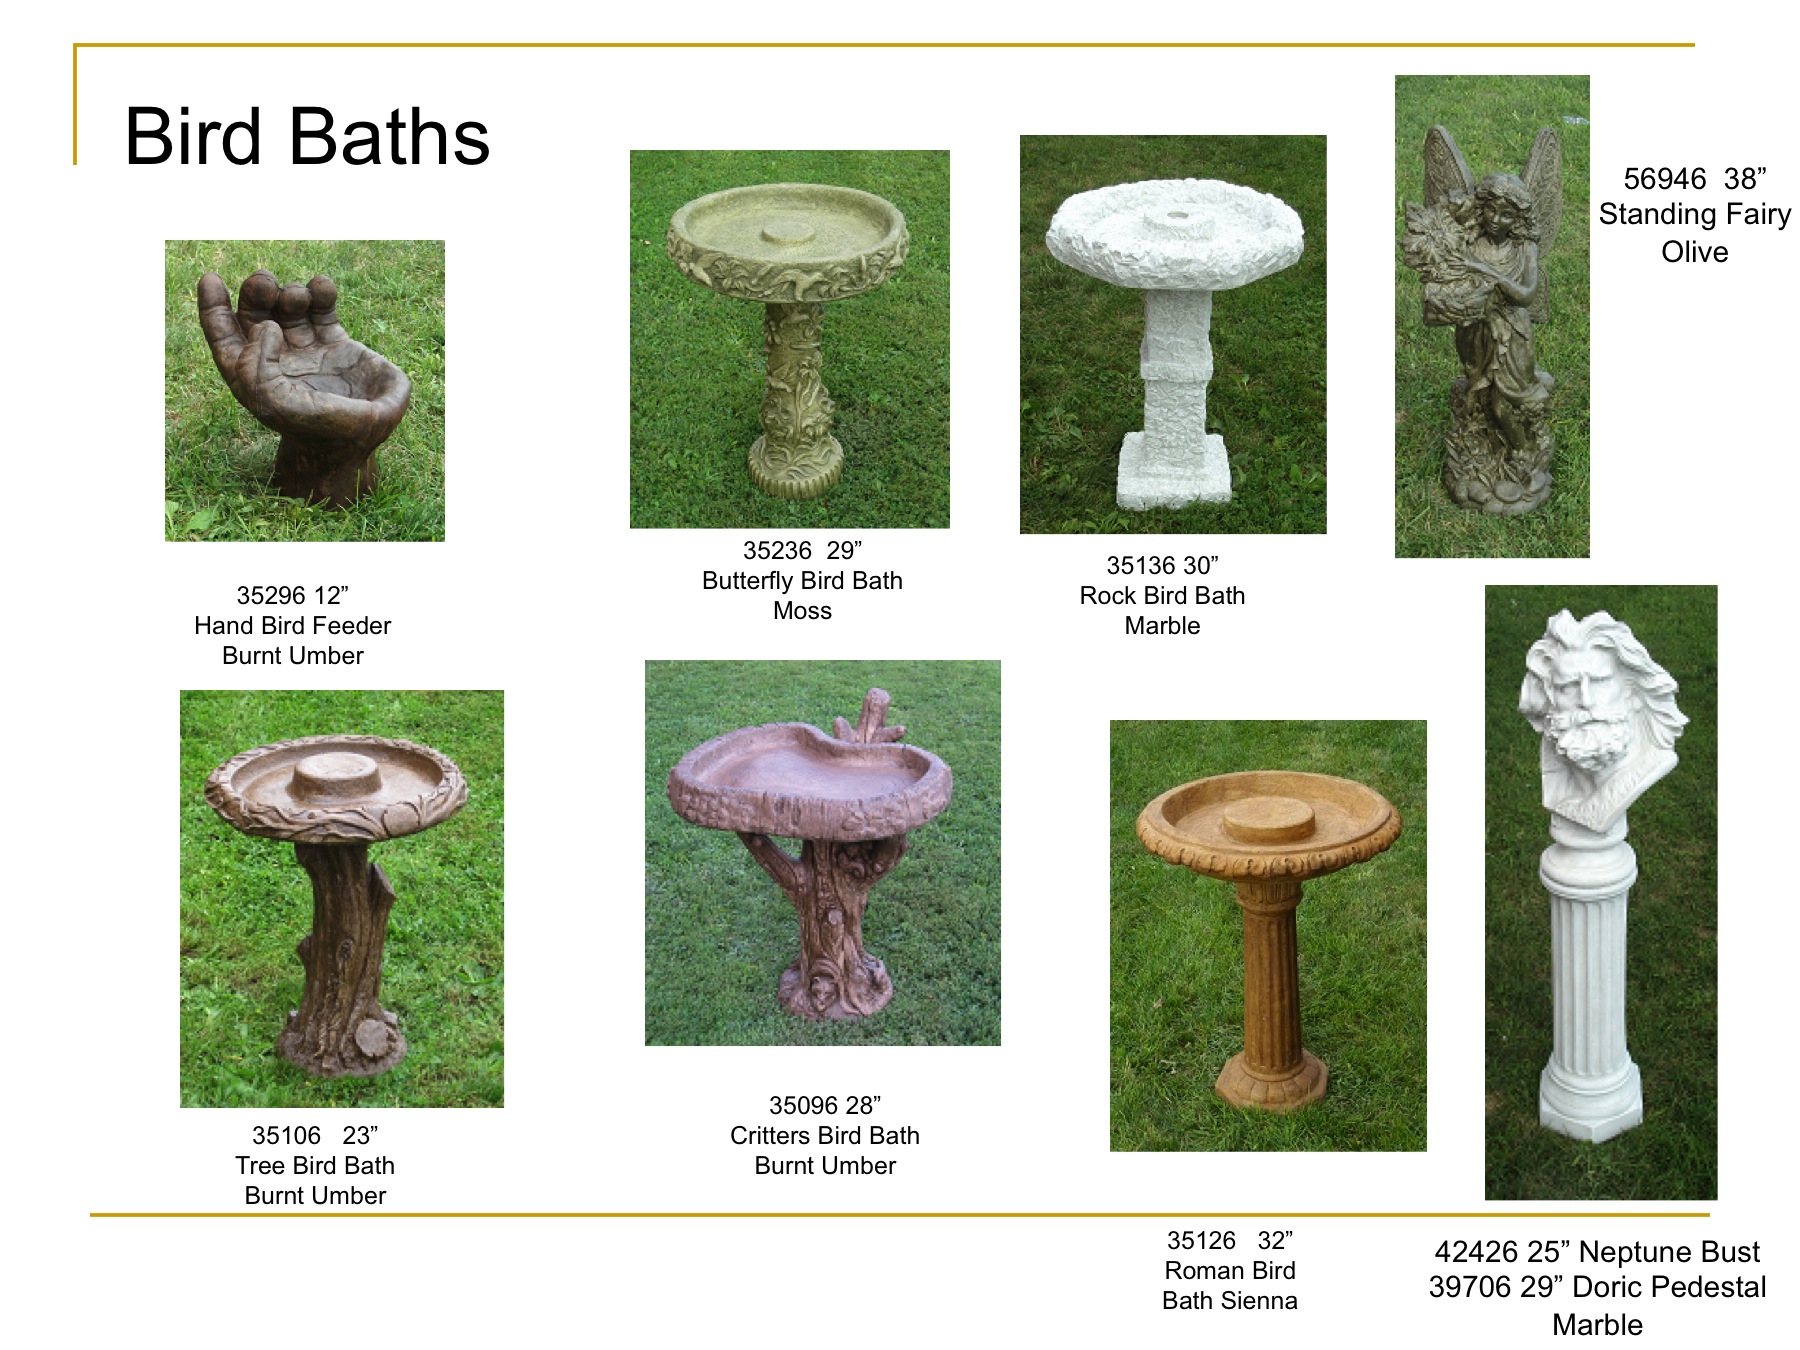 Bird Baths
56946  38”
Standing Fairy
Olive
35296 12”
Hand Bird Feeder
Burnt Umber
35236  29”
Butterfly Bird Bath
Moss
35136 30”
Rock Bird Bath
Marble
35106   23”
Tree Bird Bath
Burnt Umber
35096 28”
Critters Bird Bath
Burnt Umber
35126   32”
Roman Bird
Bath Sienna
42426 25” Neptune Bust
39706 29” Doric Pedestal
Marble